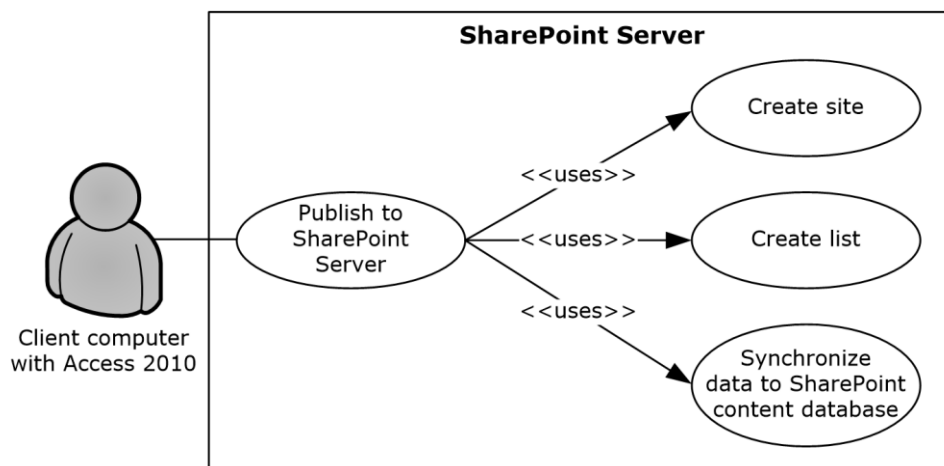 SharePoint Server
Create site
<<uses>>
Publish to
SharePoint
Server
<<uses>>
Create list
<<uses>>
Client computer
with Access 2010
Synchronize
data to SharePoint
content database